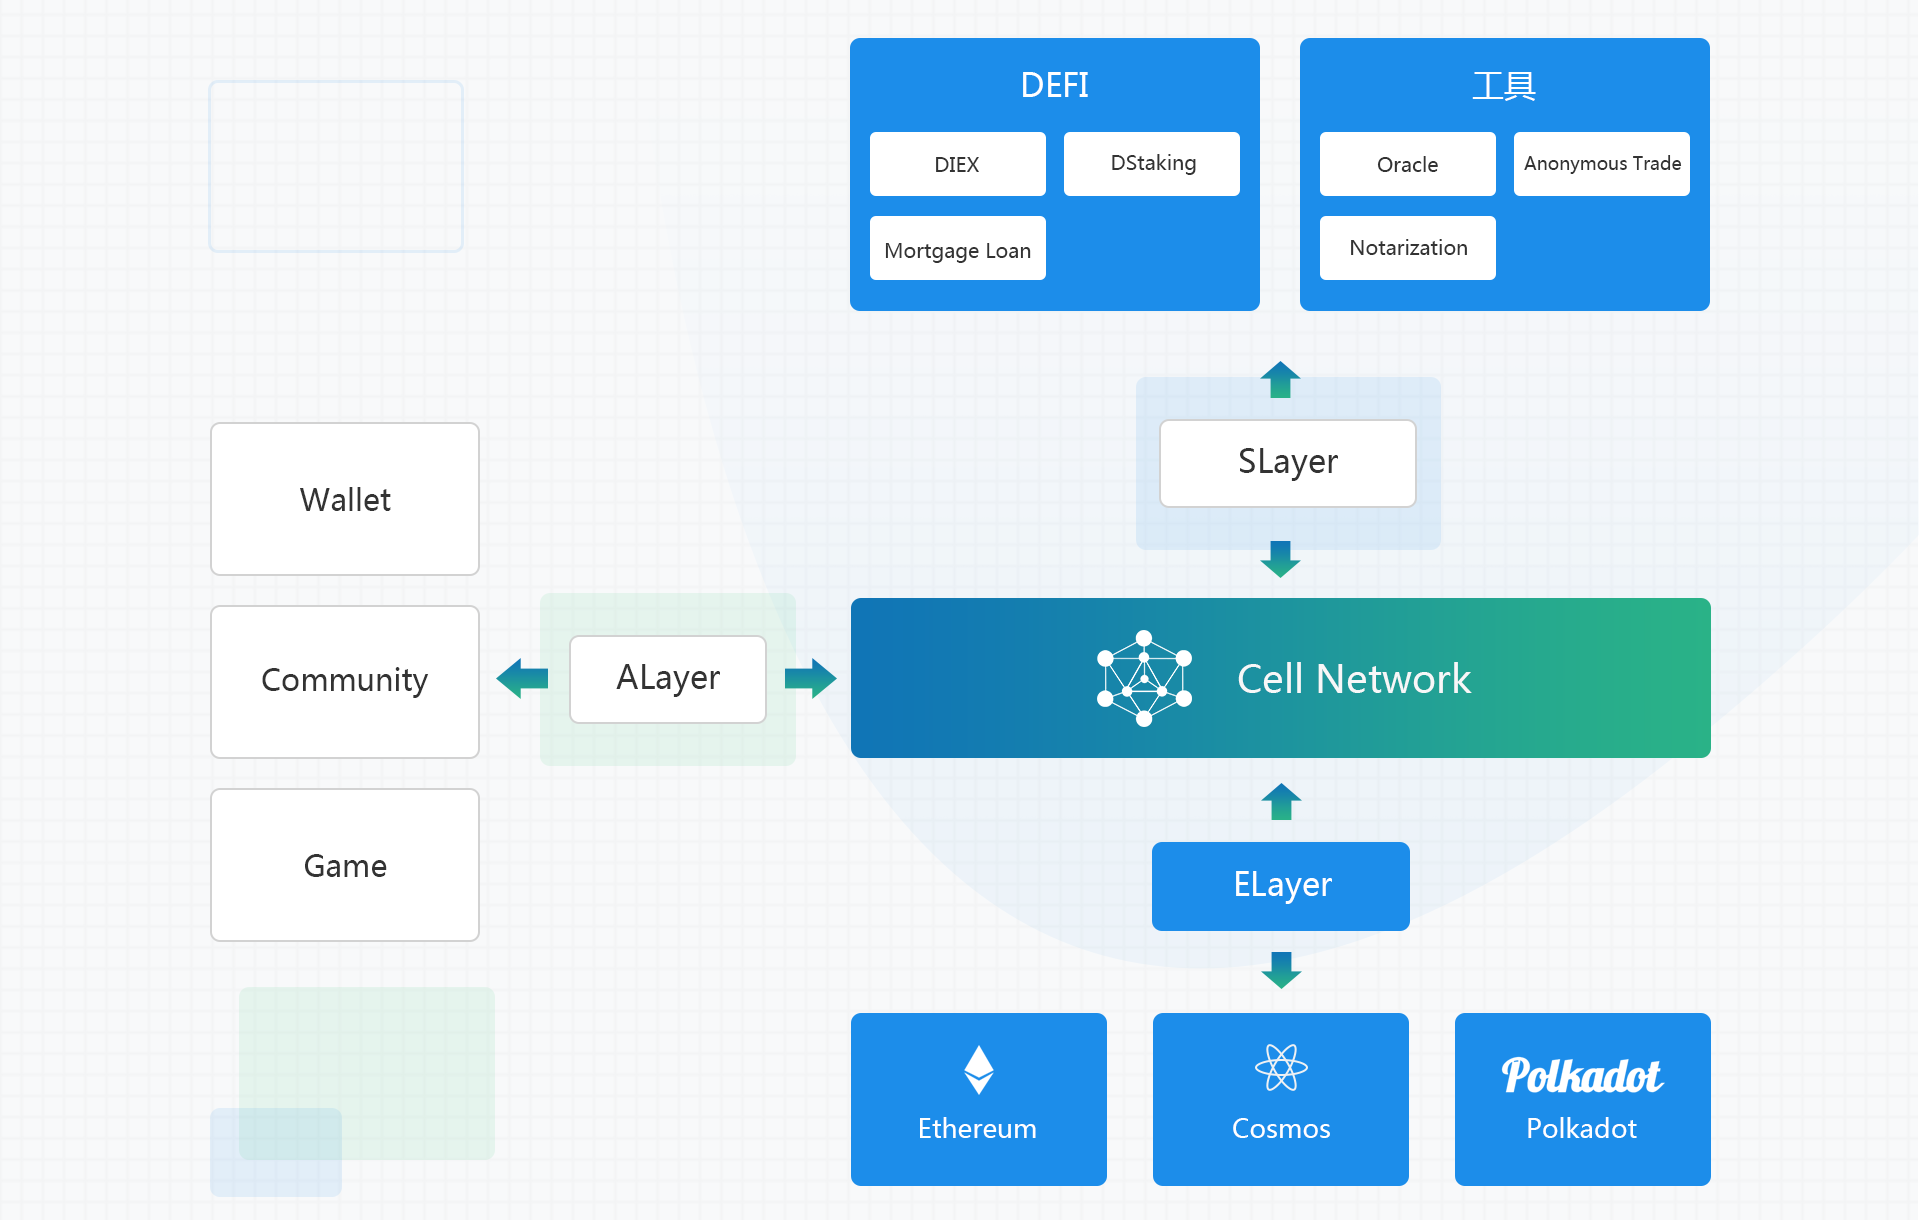 DEFI
DIEX
DStaking
Mortgage Loan
工具
Oracle
Anonymous Trade
Notarization
SLayer
Wallet
Community
Game
ALayer
Cell Network
ELayer
Ethereum
Cosmos
Polkadot
Polkadot